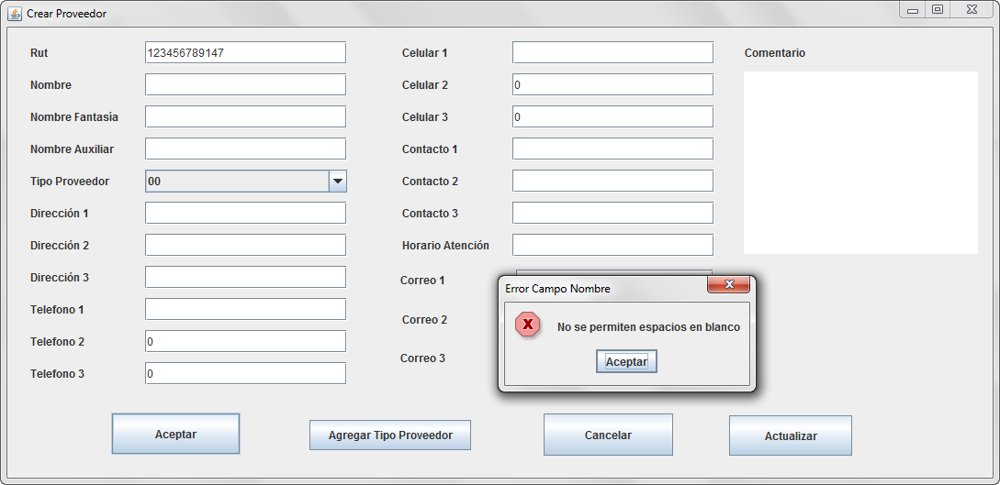 Crear Proveedor
Rut 123456789147
Nombre
Nombre Fantasía
Nombre Auxiliar
Tipo Proveedor 00
Dirección 1
Dirección 2
Dirección 3
Telefono 1
Telefono 2 0
Telefono 3 0
Celular 1
Celular 2 0
Celular 3 0
Contacto 1
Contacto 2
Contacto 3
Horario Atención
Correo 1
Correo 2
Correo 3
Comentario
Error Campo Nombre
No se permiten espacios en blanco
Aceptar
Aceptar
Agregar Tipo Proveedor
Cancelar
Actualizar